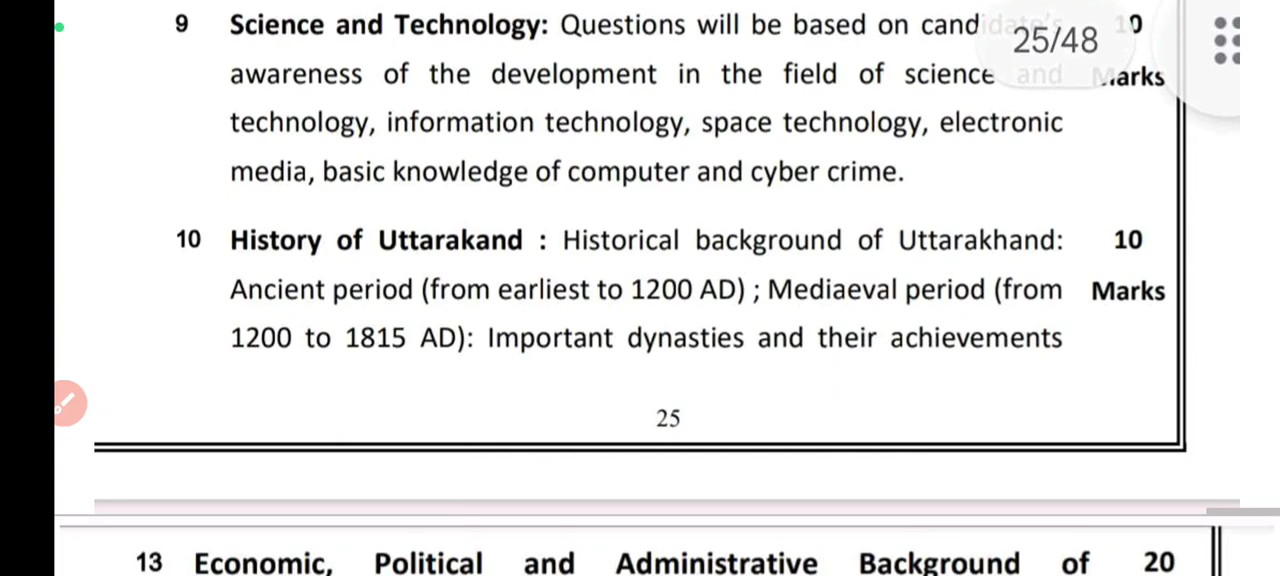 9 Science and Technology: Questions will be based on candidate's 10
awareness of the development in the field of science and Marks
technology, information technology, space technology, electronic
media, basic knowledge of computer and cyber crime.
25/48
10 History of Uttarakand : Historical background of Uttarakhand: 10
Ancient period (from earliest to 1200 AD) ; Mediaeval period (from Marks
1200 to 1815 AD): Important dynasties and their achievements
25
13 Economic, Political and Administrative Background of 20